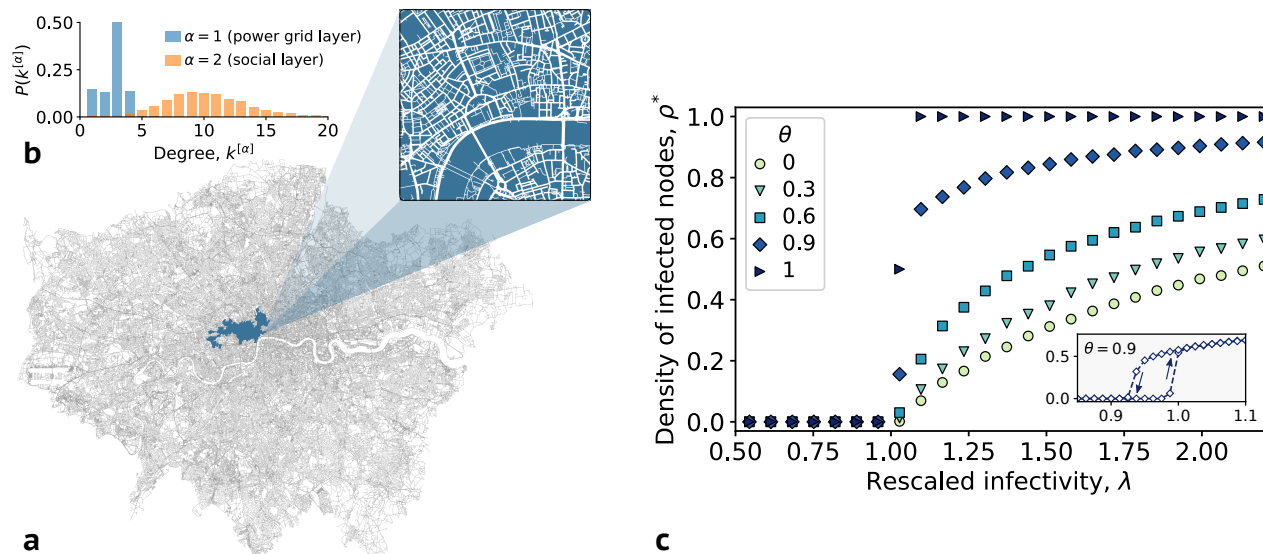 0.50
0.25
0.00
P(k^[α])
α = 1 (power grid layer)
α = 2 (social layer)
0 5 10 15 20
Degree, k^[α]
b
a
1.0
0.8
0.6
0.4
0.2
0.0
Density of infected nodes, ρ*
θ
0
0.3
0.6
0.9
1
θ = 0.9
0.5
0.0
0.9 1.0 1.1
0.50 0.75 1.00 1.25 1.50 1.75 2.00
Rescaled infectivity, λ
c